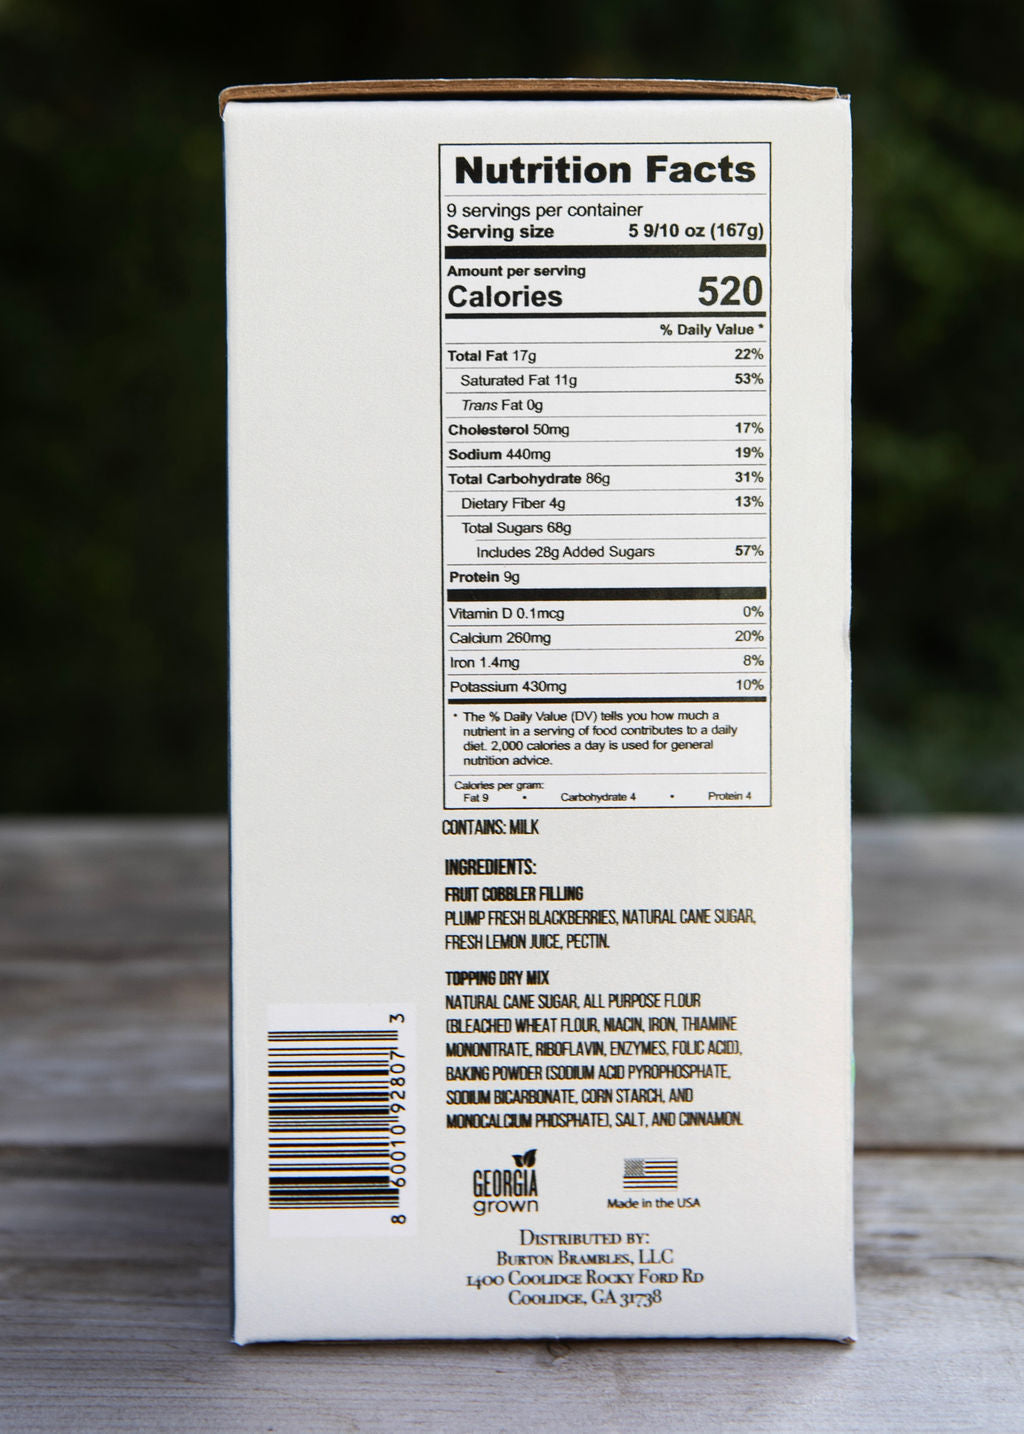 Nutrition Facts
9 servings per container
Serving size 5 9/10 oz (167g)
Amount per serving
Calories 520
% Daily Value *
Total Fat 17g 22%
Saturated Fat 11g 53%
Trans Fat 0g
Cholesterol 50mg 17%
Sodium 440mg 19%
Total Carbohydrate 86g 31%
Dietary Fiber 4g 13%
Total Sugars 68g
Includes 28g Added Sugars 57%
Protein 9g
Vitamin D 0.1mcg 0%
Calcium 260mg 20%
Iron 1.4mg 8%
Potassium 430mg 10%
* The % Daily Value (DV) tells you how much a
nutrient in a serving of food contributes to a daily
diet. 2,000 calories a day is used for general
nutrition advice.
Calories per gram:
Fat 9 • Carbohydrate 4 • Protein 4
CONTAINS: MILK
INGREDIENTS:
FRUIT COBBLER FILLING
PLUMP FRESH BLACKBERRIES, NATURAL CANE SUGAR,
FRESH LEMON JUICE, PECTIN.
TOPPING DRY MIX
NATURAL CANE SUGAR, ALL PURPOSE FLOUR
(BLEACHED WHEAT FLOUR, NIACIN, IRON, THIAMINE
MONONITRATE, RIBOFLAVIN, ENZYMES, FOLIC ACID),
BAKING POWDER (SODIUM ACID PYROPHOSPHATE,
SODIUM BICARBONATE, CORN STARCH, AND
MONOCALCIUM PHOSPHATE), SALT, AND CINNAMON.
8 60010 92807 3
GEORGIA
grown
Made in the USA
DISTRIBUTED BY:
BURTON BRAMBLES, LLC
1400 COOLIDGE ROCKY FORD RD
COOLIDGE, GA 31738